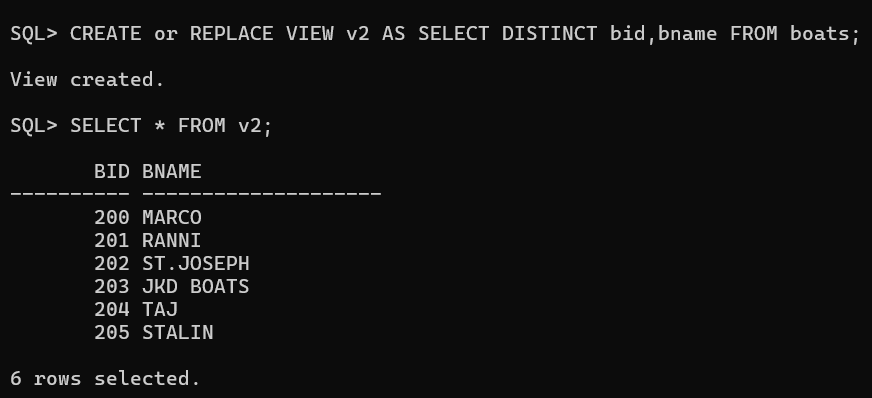 SQL> CREATE or REPLACE VIEW v2 AS SELECT DISTINCT bid,bname FROM boats;
View created.
SQL> SELECT * FROM v2;
       BID BNAME
---------- --------------------
       200 MARCO
       201 RANNI
       202 ST.JOSEPH
       203 JKD BOATS
       204 TAJ
       205 STALIN
6 rows selected.